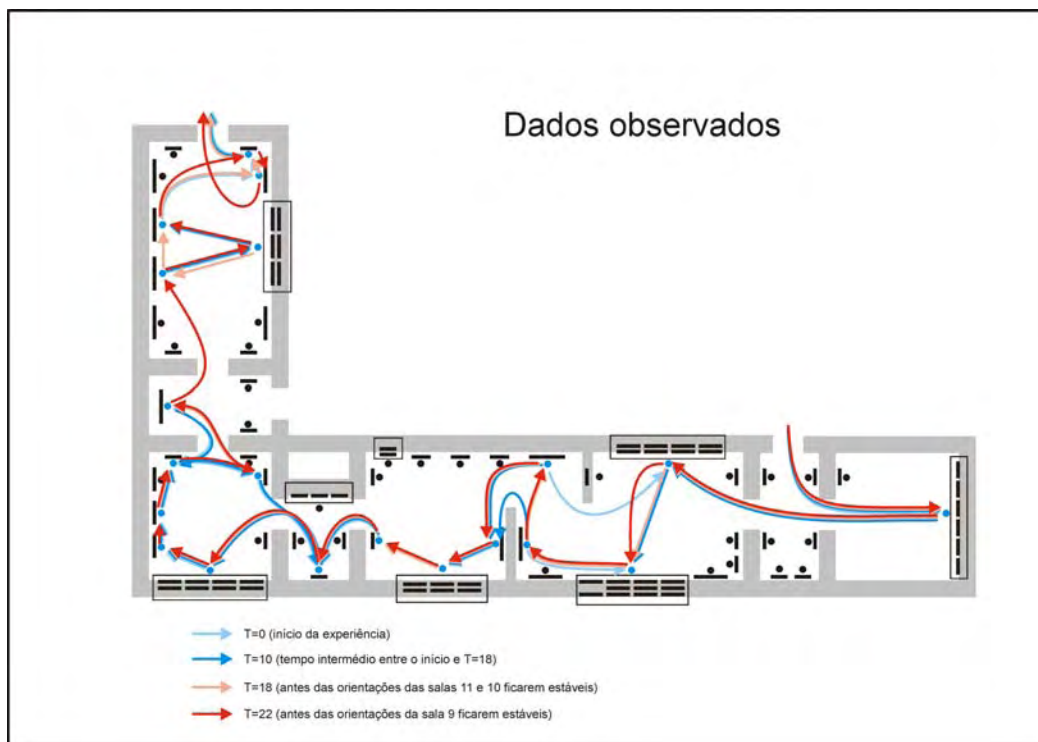 Dados observados
T=0 (início da experiência)
T=10 (tempo intermédio entre o início e T=18)
T=18 (antes das orientações das salas 11 e 10 ficarem estáveis)
T=22 (antes das orientações da sala 9 ficarem estáveis)